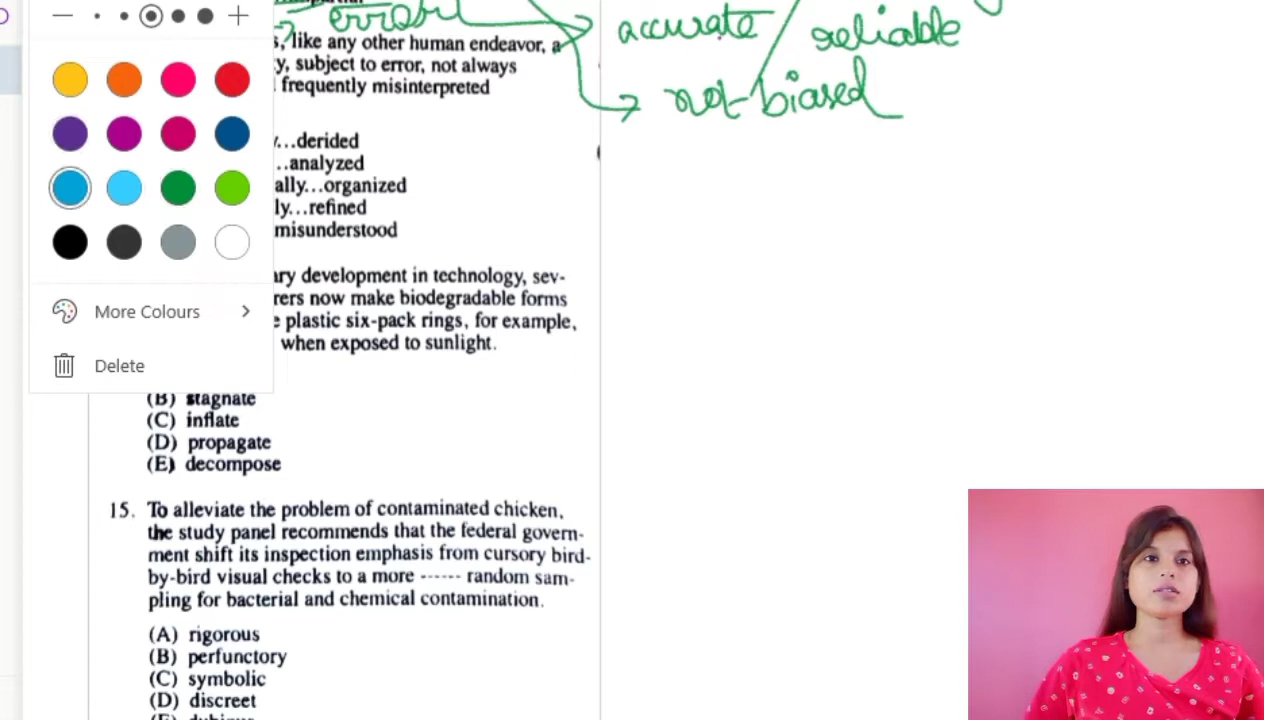 error
accurate / reliable
s, like any other human endeavor, a
y, subject to error, not always
frequently misinterpreted
not biased
...derided
...analyzed
ally...organized
ly...refined
misunderstood
ary development in technology, sev-
rers now make biodegradable forms
e plastic six-pack rings, for example,
when exposed to sunlight.
More Colours
Delete
(B) stagnate
(C) inflate
(D) propagate
(E) decompose
15. To alleviate the problem of contaminated chicken,
the study panel recommends that the federal govern-
ment shift its inspection emphasis from cursory bird-
by-bird visual checks to a more ------ random sam-
pling for bacterial and chemical contamination.
(A) rigorous
(B) perfunctory
(C) symbolic
(D) discreet